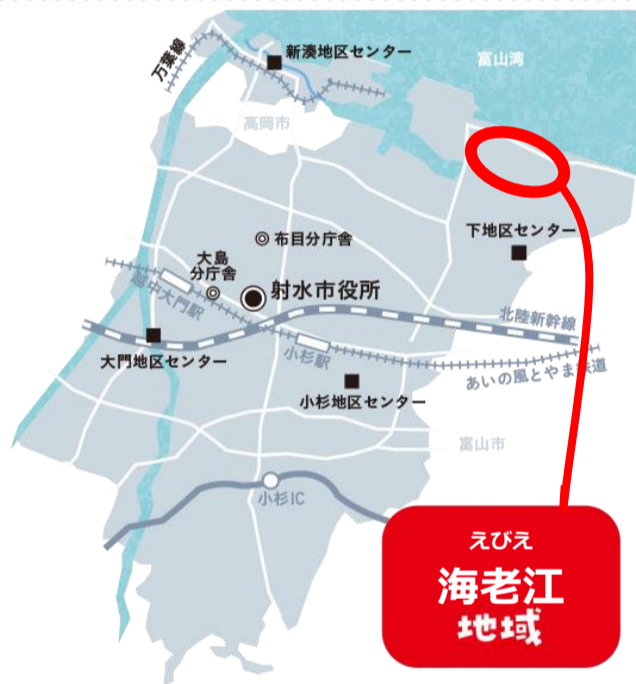 万葉線
新湊地区センター
富山湾
高岡市
下地区センター
布目分庁舎
大島
分庁舎
射水市役所
越中大門駅
北陸新幹線
大門地区センター
小杉駅
あいの風とやま鉄道
小杉地区センター
富山市
小杉IC
えびえ
海老江
地域